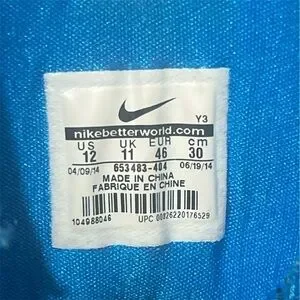 Y3
nikebetterworld.com
US UK EUR cm
12 11 46 30
04/09/14 653483-404 06/19/14
MADE IN CHINA
FABRIQUE EN CHINE
104988046
UPC 00826220176529